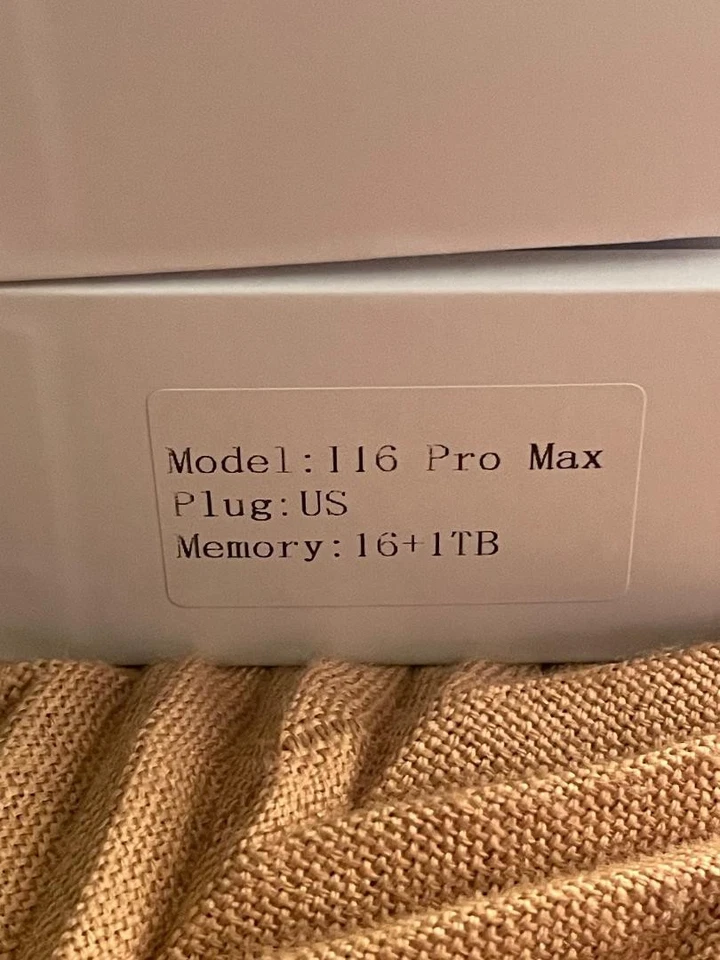 Model:I16 Pro Max
Plug:US
Memory:16+1TB